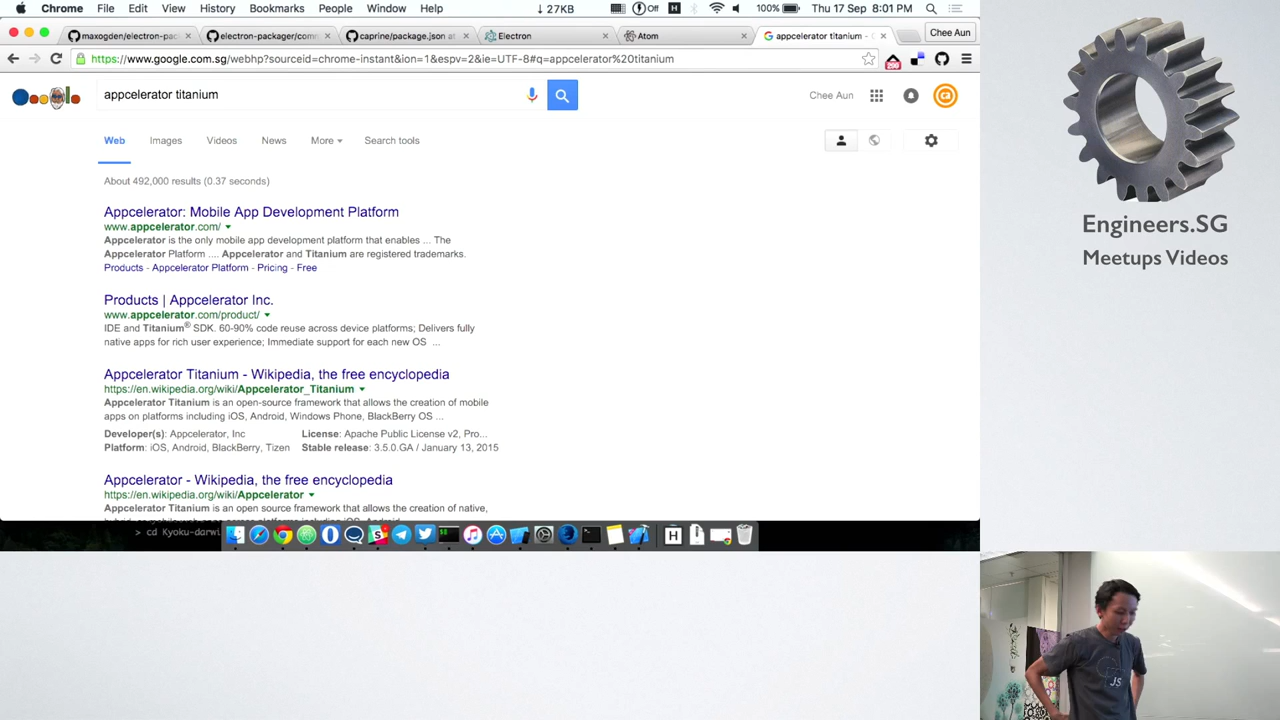 Chrome File Edit View History Bookmarks People Window Help ↓ 27KB Off H 100% Thu 17 Sep 8:01 PM
maxogden/electron-pac
electron-packager/comm
caprine/package.json at
Electron
Atom
appcelerator titanium - G
Chee Aun
https://www.google.com.sg/webhp?sourceid=chrome-instant&ion=1&espv=2&ie=UTF-8#q=appcelerator%20titanium
appcelerator titanium
Chee Aun
Web Images Videos News More Search tools
About 492,000 results (0.37 seconds)
Appcelerator: Mobile App Development Platform
www.appcelerator.com/
Appcelerator is the only mobile app development platform that enables ... The
Appcelerator Platform .... Appcelerator and Titanium are registered trademarks.
Products - Appcelerator Platform - Pricing - Free
Products | Appcelerator Inc.
www.appcelerator.com/product/
IDE and Titanium® SDK. 60-90% code reuse across device platforms; Delivers fully
native apps for rich user experience; Immediate support for each new OS ...
Appcelerator Titanium - Wikipedia, the free encyclopedia
https://en.wikipedia.org/wiki/Appcelerator_Titanium
Appcelerator Titanium is an open-source framework that allows the creation of mobile
apps on platforms including iOS, Android, Windows Phone, BlackBerry OS ...
Developer(s): Appcelerator, Inc License: Apache Public License v2, Pro...
Platform: iOS, Android, BlackBerry, Tizen Stable release: 3.5.0.GA / January 13, 2015
Appcelerator - Wikipedia, the free encyclopedia
https://en.wikipedia.org/wiki/Appcelerator
Appcelerator Titanium is an open source framework that allows the creation of native,
> cd Kyoku-darwi
Engineers.SG
Meetups Videos
JS